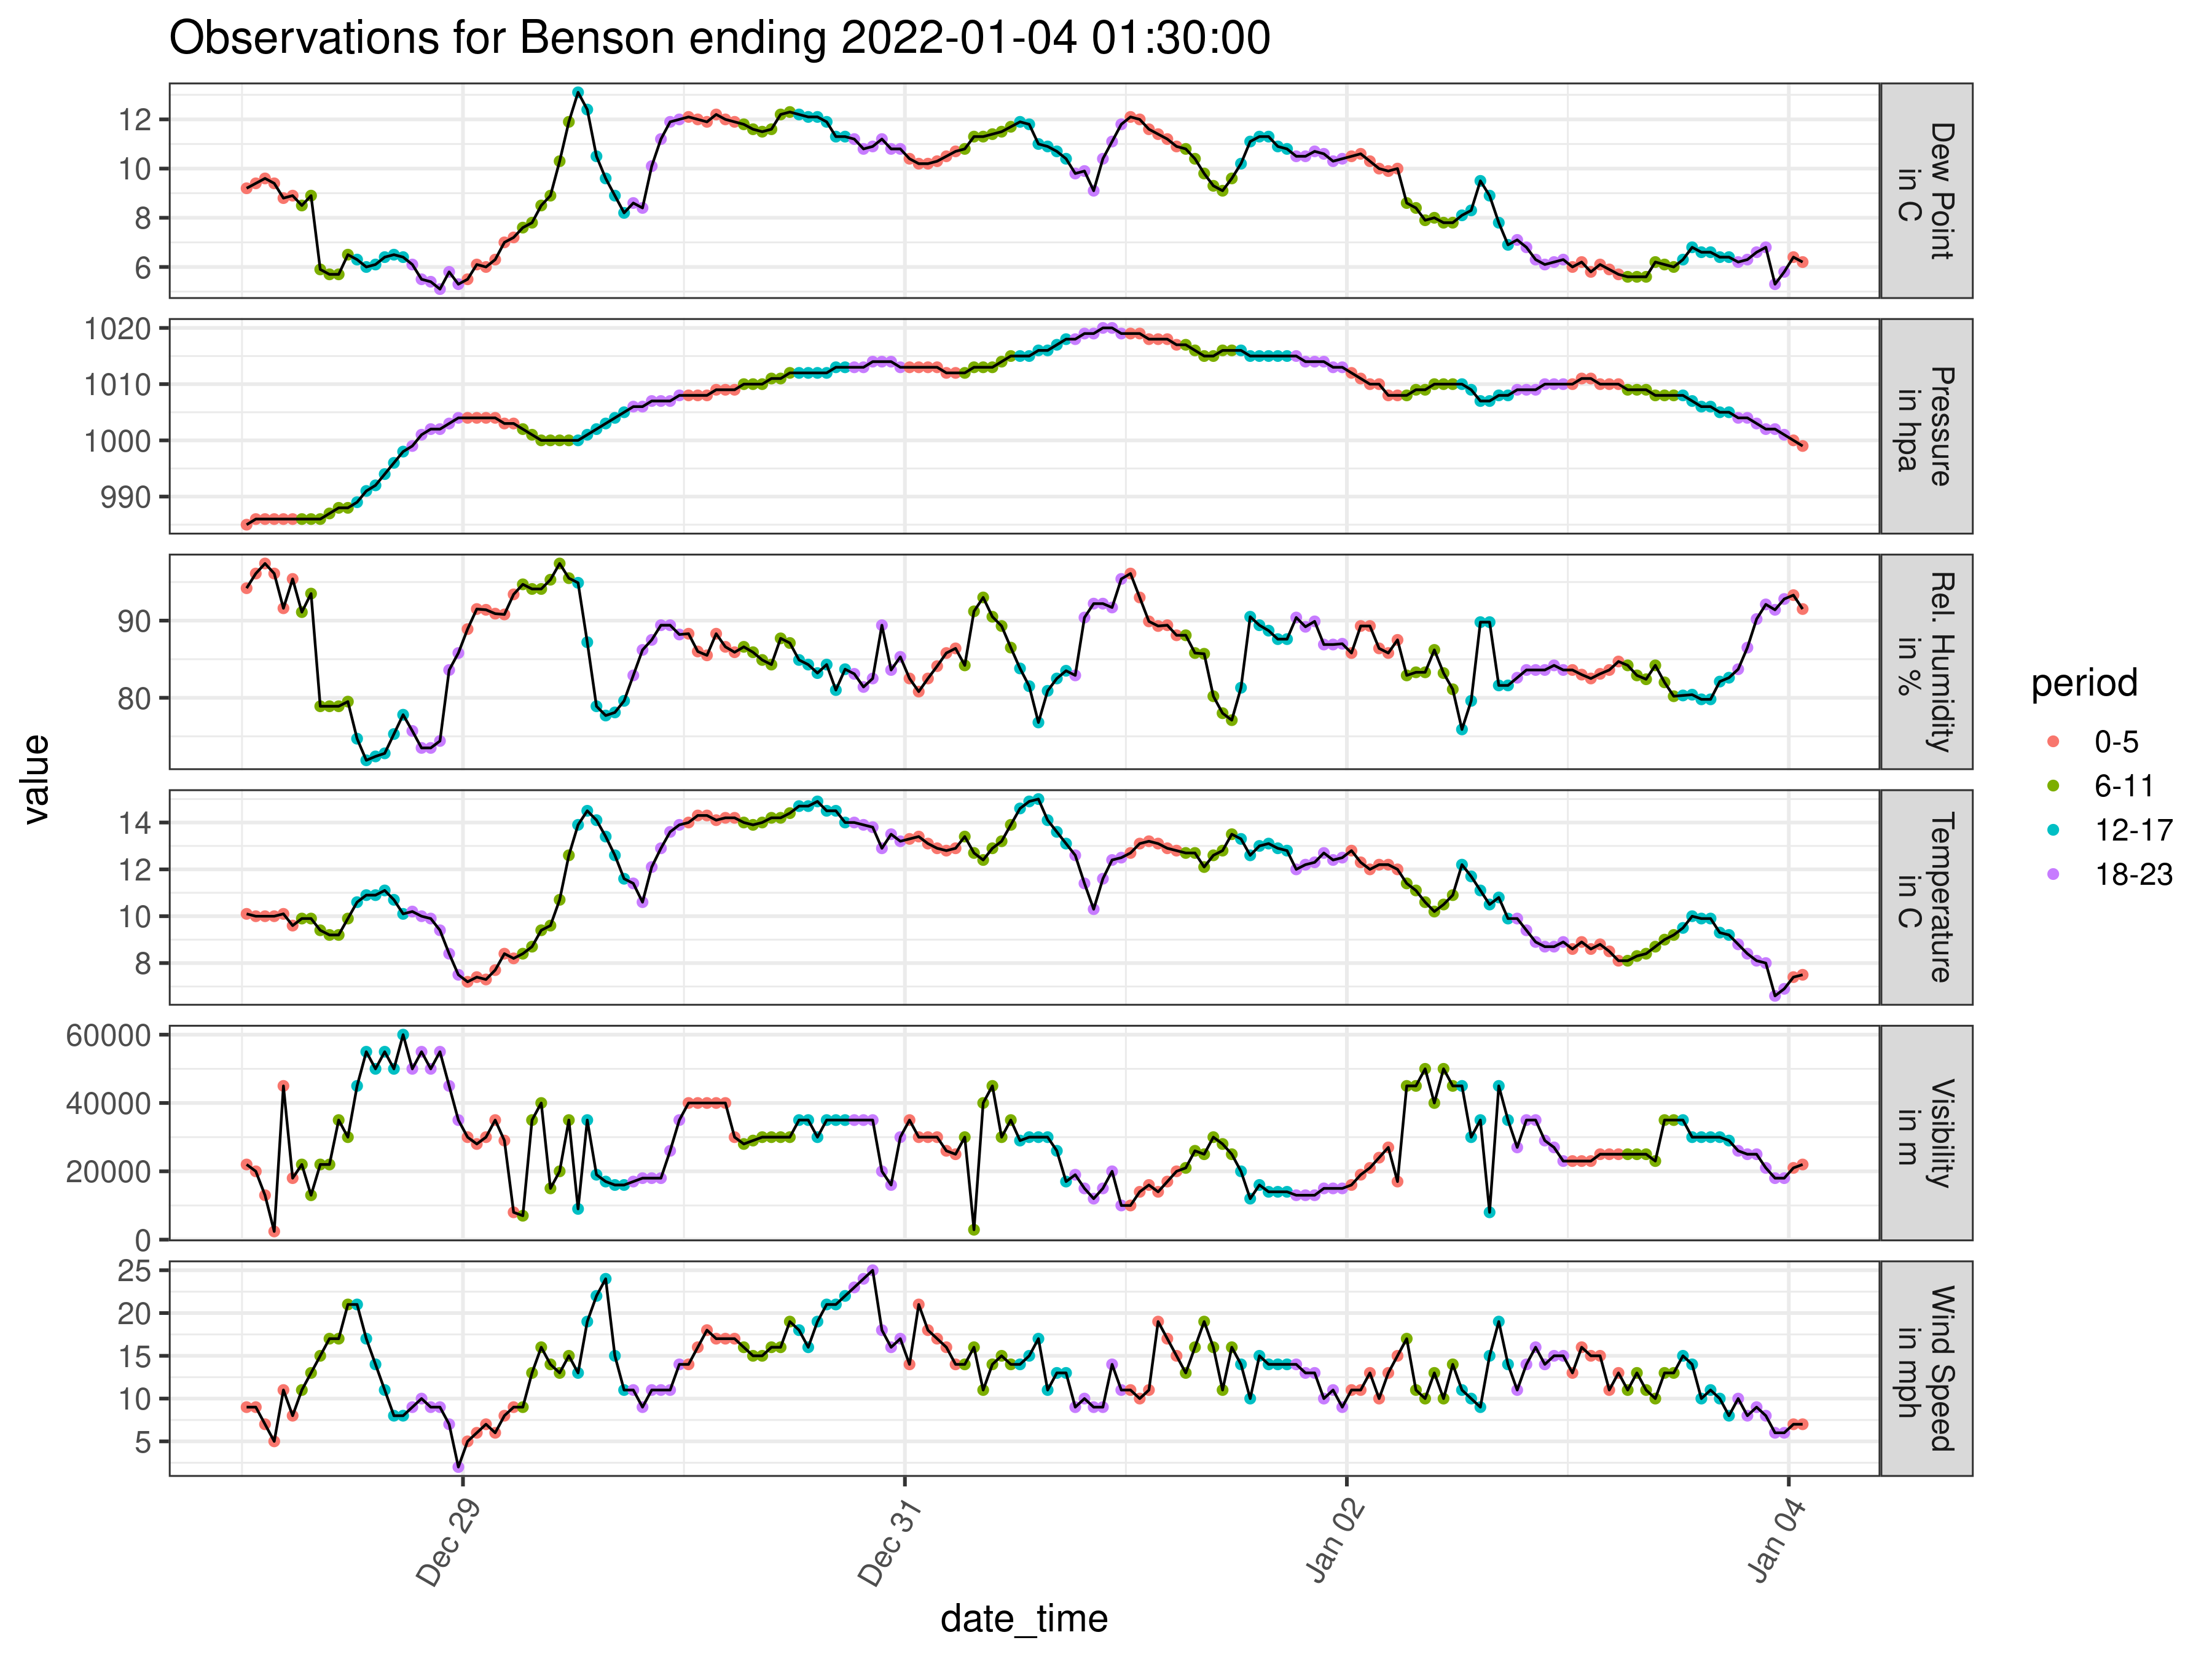 Observations for Benson ending 2022-01-04 01:30:00
12
10
8
6
Dew Point
in C
1020
1010
1000
990
Pressure
in hpa
90
80
Rel. Humidity
in %
14
12
10
8
Temperature
in C
60000
40000
20000
0
Visibility
in m
25
20
15
10
5
Wind Speed
in mph
value
Dec 29
Dec 31
Jan 02
Jan 04
date_time
period
0-5
6-11
12-17
18-23